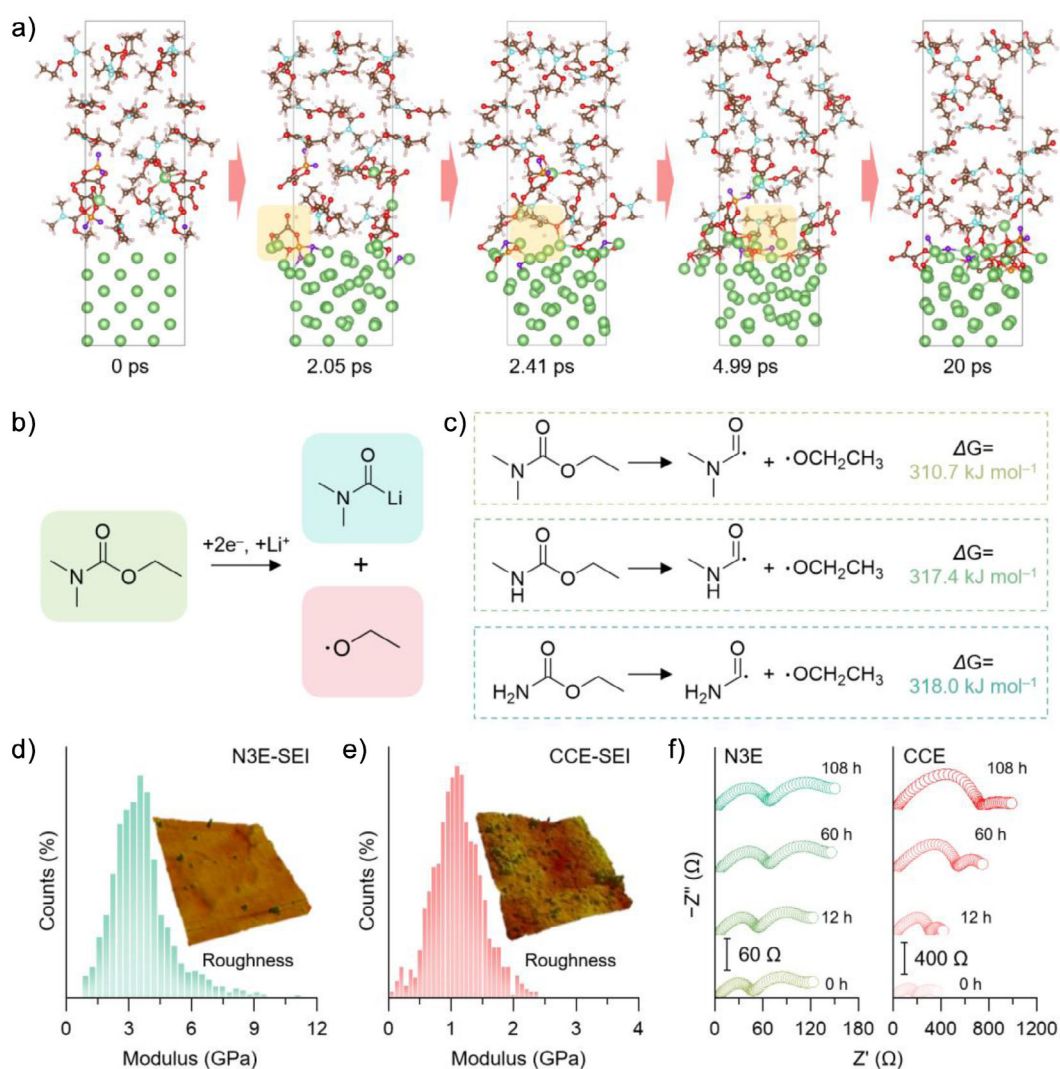 a)
0 ps
2.05 ps
2.41 ps
4.99 ps
20 ps
b)
N
O
O
+2e⁻, +Li⁺
O
N
Li
+
·O
c)
N
O
O
N
O
·
+ ·OCH₂CH₃
ΔG=
310.7 kJ mol⁻¹
N
H
O
O
N
H
O
·
+ ·OCH₂CH₃
ΔG=
317.4 kJ mol⁻¹
H₂N
O
O
H₂N
O
·
+ ·OCH₂CH₃
ΔG=
318.0 kJ mol⁻¹
d)
N3E-SEI
Counts (%)
Roughness
0 3 6 9 12
Modulus (GPa)
e)
CCE-SEI
Counts (%)
Roughness
0 1 2 3 4
Modulus (GPa)
f)
N3E
CCE
108 h
108 h
60 h
60 h
12 h
12 h
60 Ω
400 Ω
0 h
0 h
−Z'' (Ω)
0 60 120 180
0 400 800 1200
Z' (Ω)